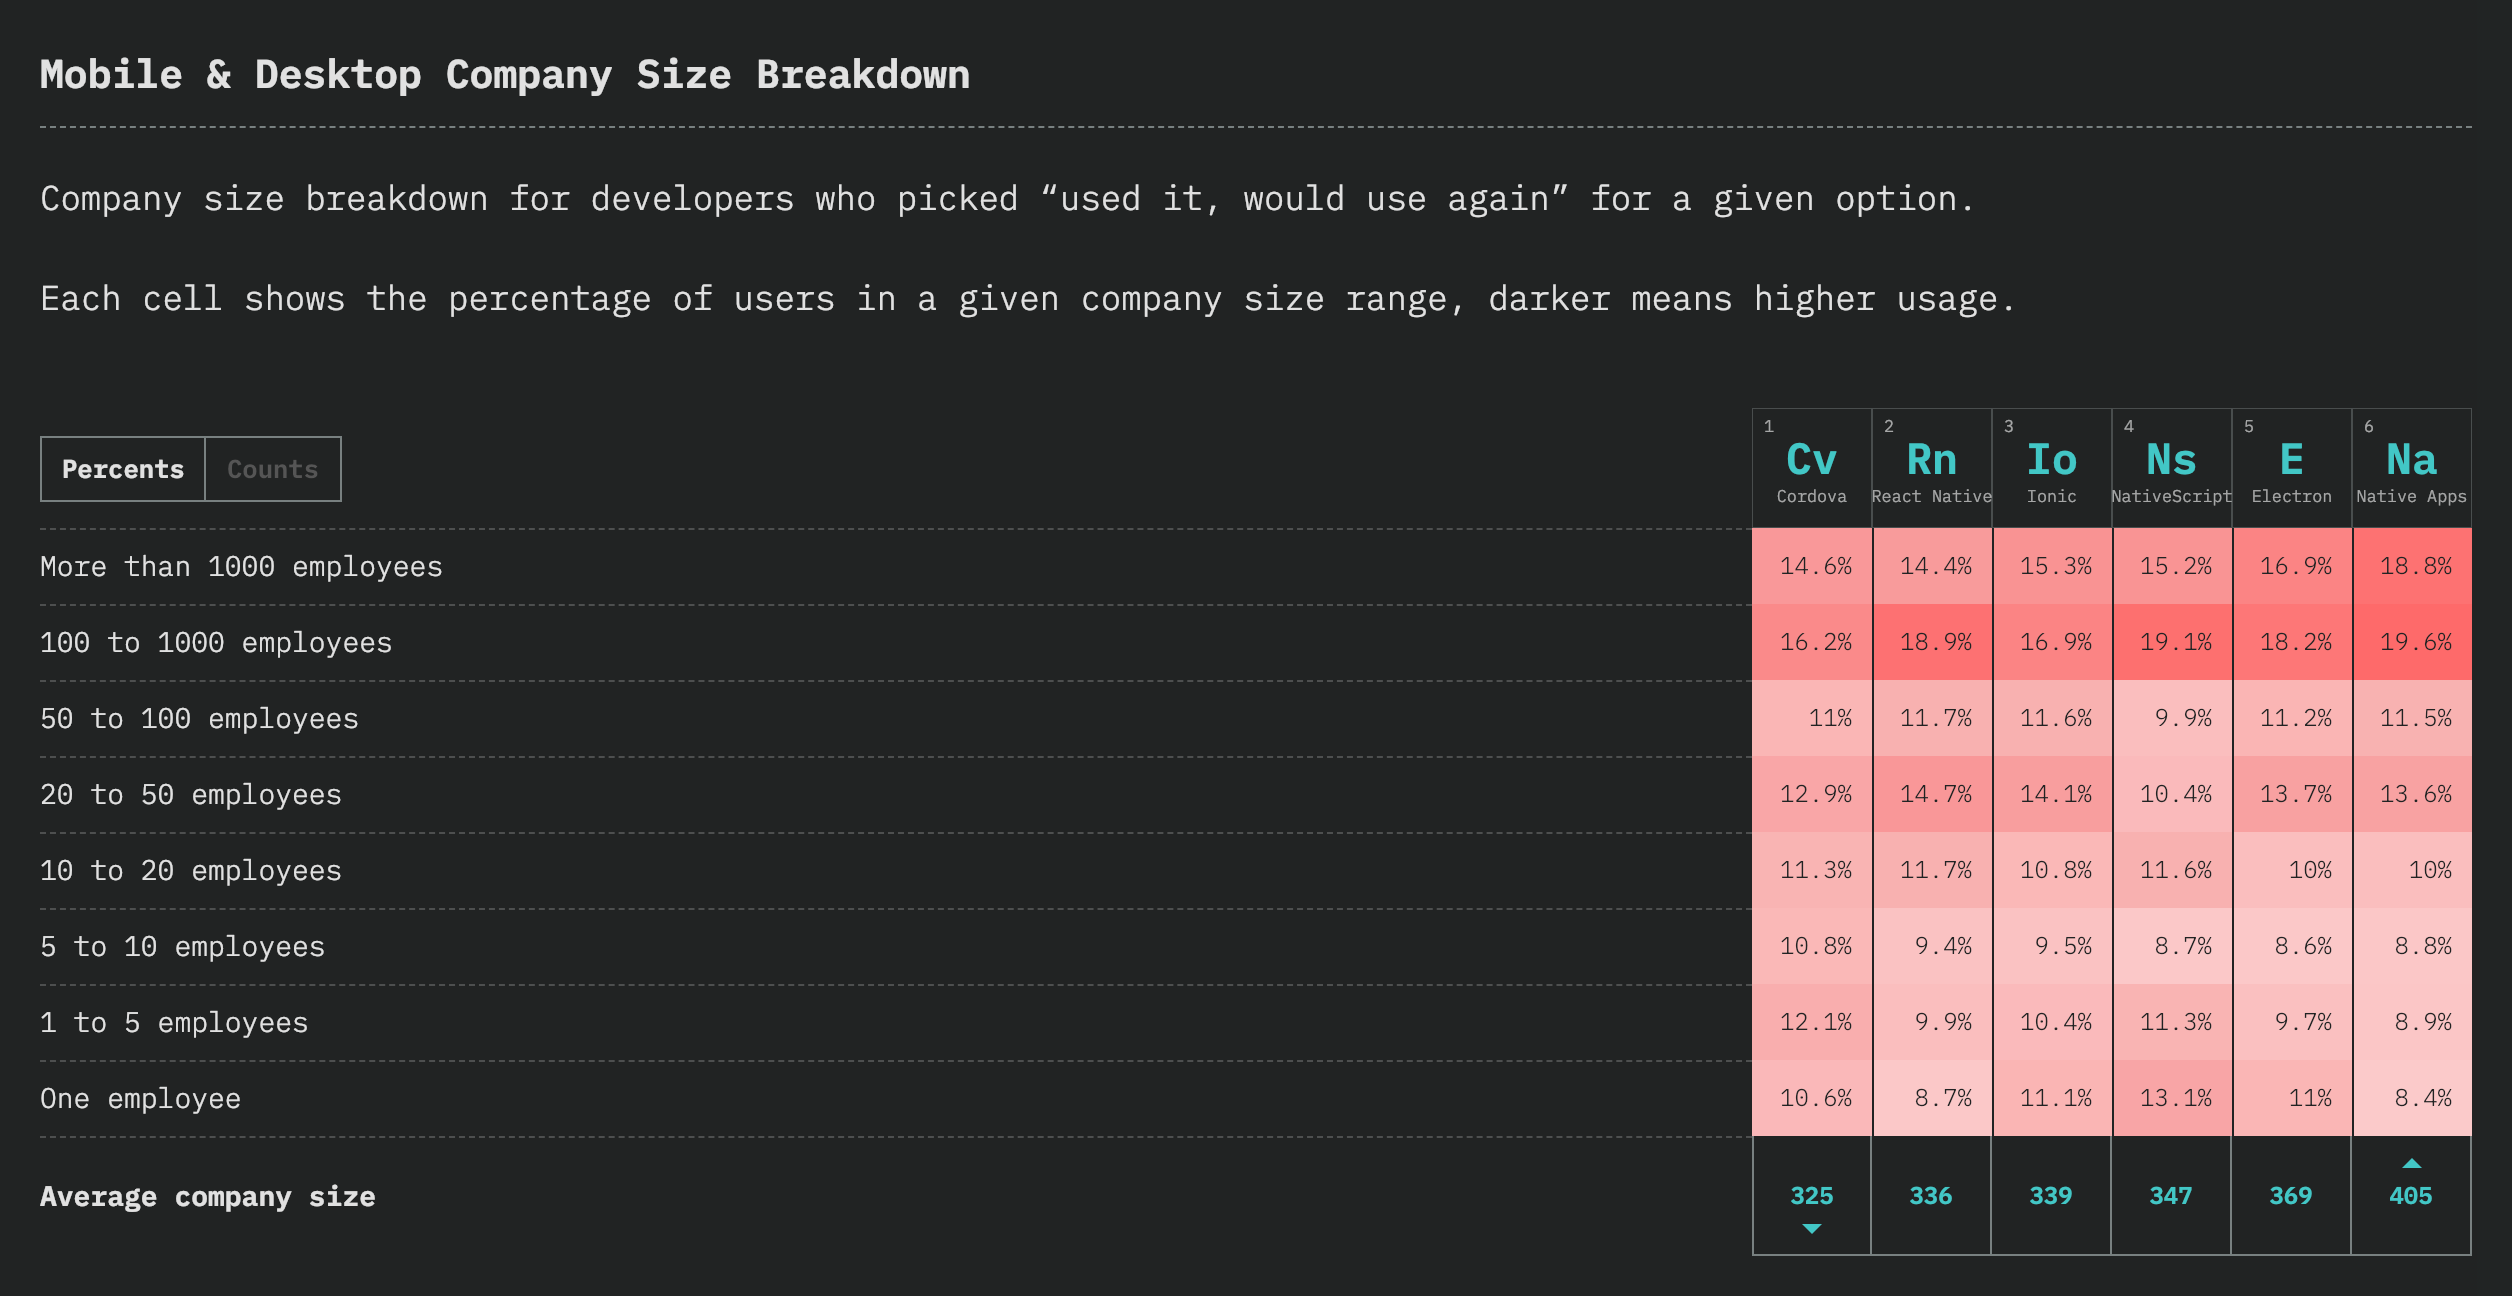 Mobile & Desktop Company Size Breakdown
Company size breakdown for developers who picked “used it, would use again” for a given option.
Each cell shows the percentage of users in a given company size range, darker means higher usage.
Percents Counts
1 2 3 4 5 6
Cv Rn Io Ns E Na
Cordova React Native Ionic NativeScript Electron Native Apps
More than 1000 employees 14.6% 14.4% 15.3% 15.2% 16.9% 18.8%
100 to 1000 employees 16.2% 18.9% 16.9% 19.1% 18.2% 19.6%
50 to 100 employees 11% 11.7% 11.6% 9.9% 11.2% 11.5%
20 to 50 employees 12.9% 14.7% 14.1% 10.4% 13.7% 13.6%
10 to 20 employees 11.3% 11.7% 10.8% 11.6% 10% 10%
5 to 10 employees 10.8% 9.4% 9.5% 8.7% 8.6% 8.8%
1 to 5 employees 12.1% 9.9% 10.4% 11.3% 9.7% 8.9%
One employee 10.6% 8.7% 11.1% 13.1% 11% 8.4%
Average company size 325 336 339 347 369 405